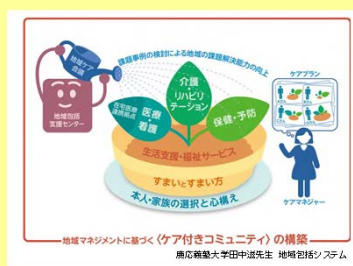 課題事例の検討による地域の課題解決能力の向上
地域ケア
会議
地域包括
支援センター
在宅医療
連携拠点
医療
・
看護
介護
・
リハビリ
テーション
保健・予防
生活支援・福祉サービス
すまいとすまい方
本人・家族の選択と心構え
ケアプラン
ケアマネジャー
地域マネジメントに基づく〈ケア付きコミュニティ〉の構築
慶応義塾大学田中滋先生 地域包括システム